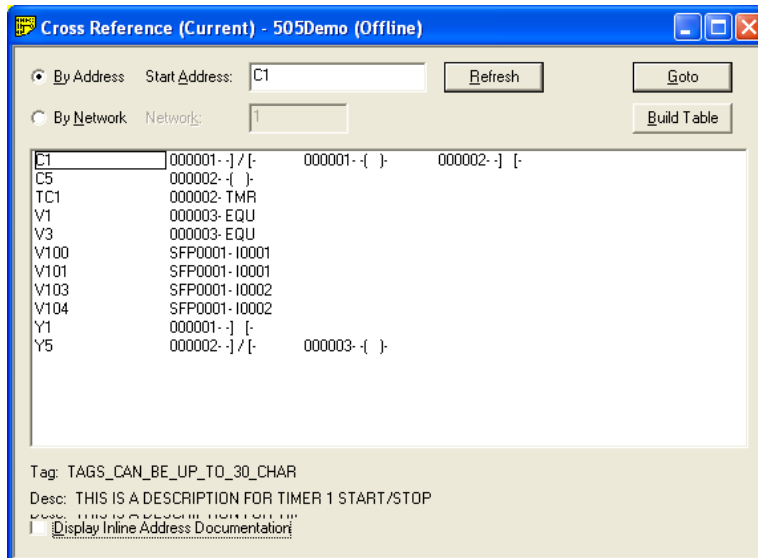 Cross Reference (Current) - 505Demo (Offline)
By Address Start Address: C1 Refresh Goto
By Network Network: 1 Build Table
C1 000001- -] / [- 000001- -( )- 000002- -] [-
C5 000002- -( )-
TC1 000002- TMR
V1 000003- EQU
V3 000003- EQU
V100 SFP0001- I0001
V101 SFP0001- I0001
V103 SFP0001- I0002
V104 SFP0001- I0002
Y1 000001- -] [-
Y5 000002- -] / [- 000003- -( )-
Tag: TAGS_CAN_BE_UP_TO_30_CHAR
Desc: THIS IS A DESCRIPTION FOR TIMER 1 START/STOP
Display Inline Address Documentation